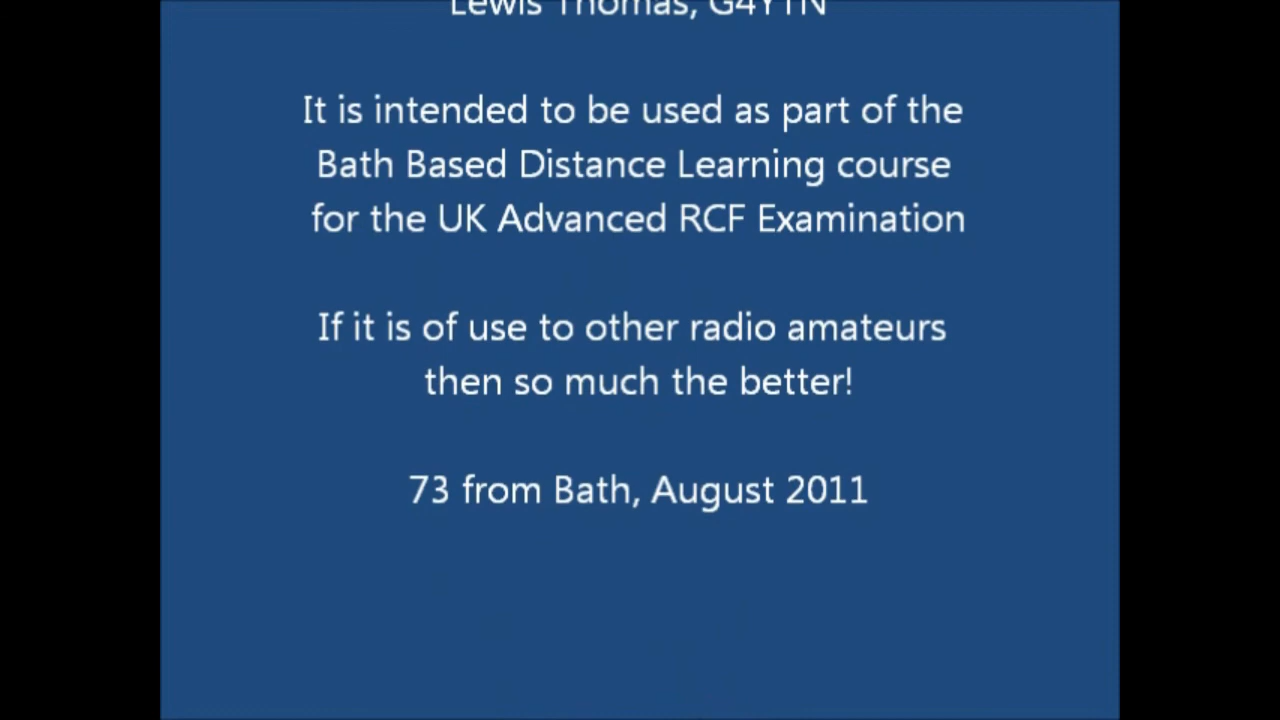 Lewis Thomas, G4YTN
It is intended to be used as part of the
Bath Based Distance Learning course
for the UK Advanced RCF Examination
If it is of use to other radio amateurs
then so much the better!
73 from Bath, August 2011